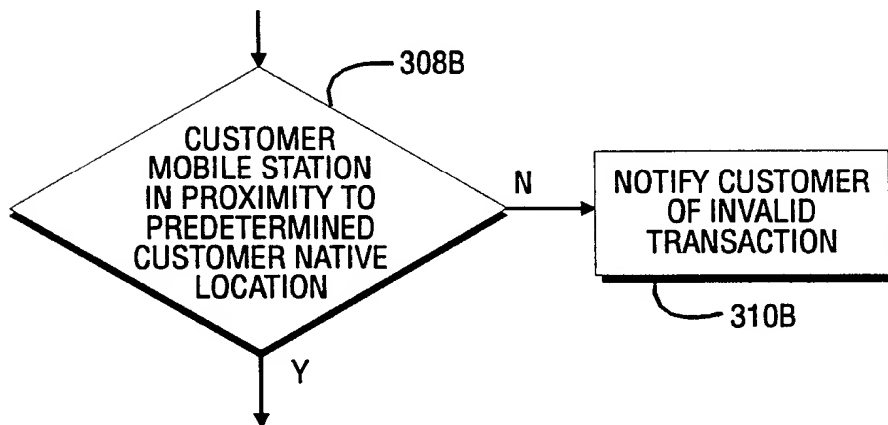 308B
CUSTOMER
MOBILE STATION
IN PROXIMITY TO
PREDETERMINED
CUSTOMER NATIVE
LOCATION
N
NOTIFY CUSTOMER
OF INVALID
TRANSACTION
310B
Y